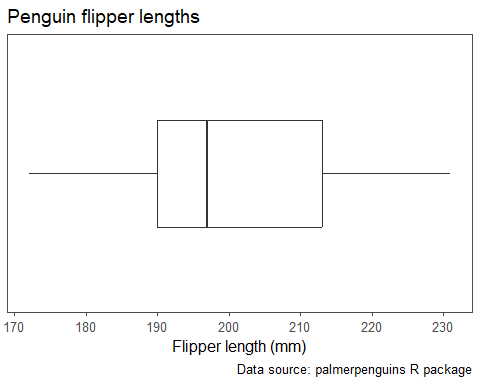 Penguin flipper lengths
170 180 190 200 210 220 230
Flipper length (mm)
Data source: palmerpenguins R package